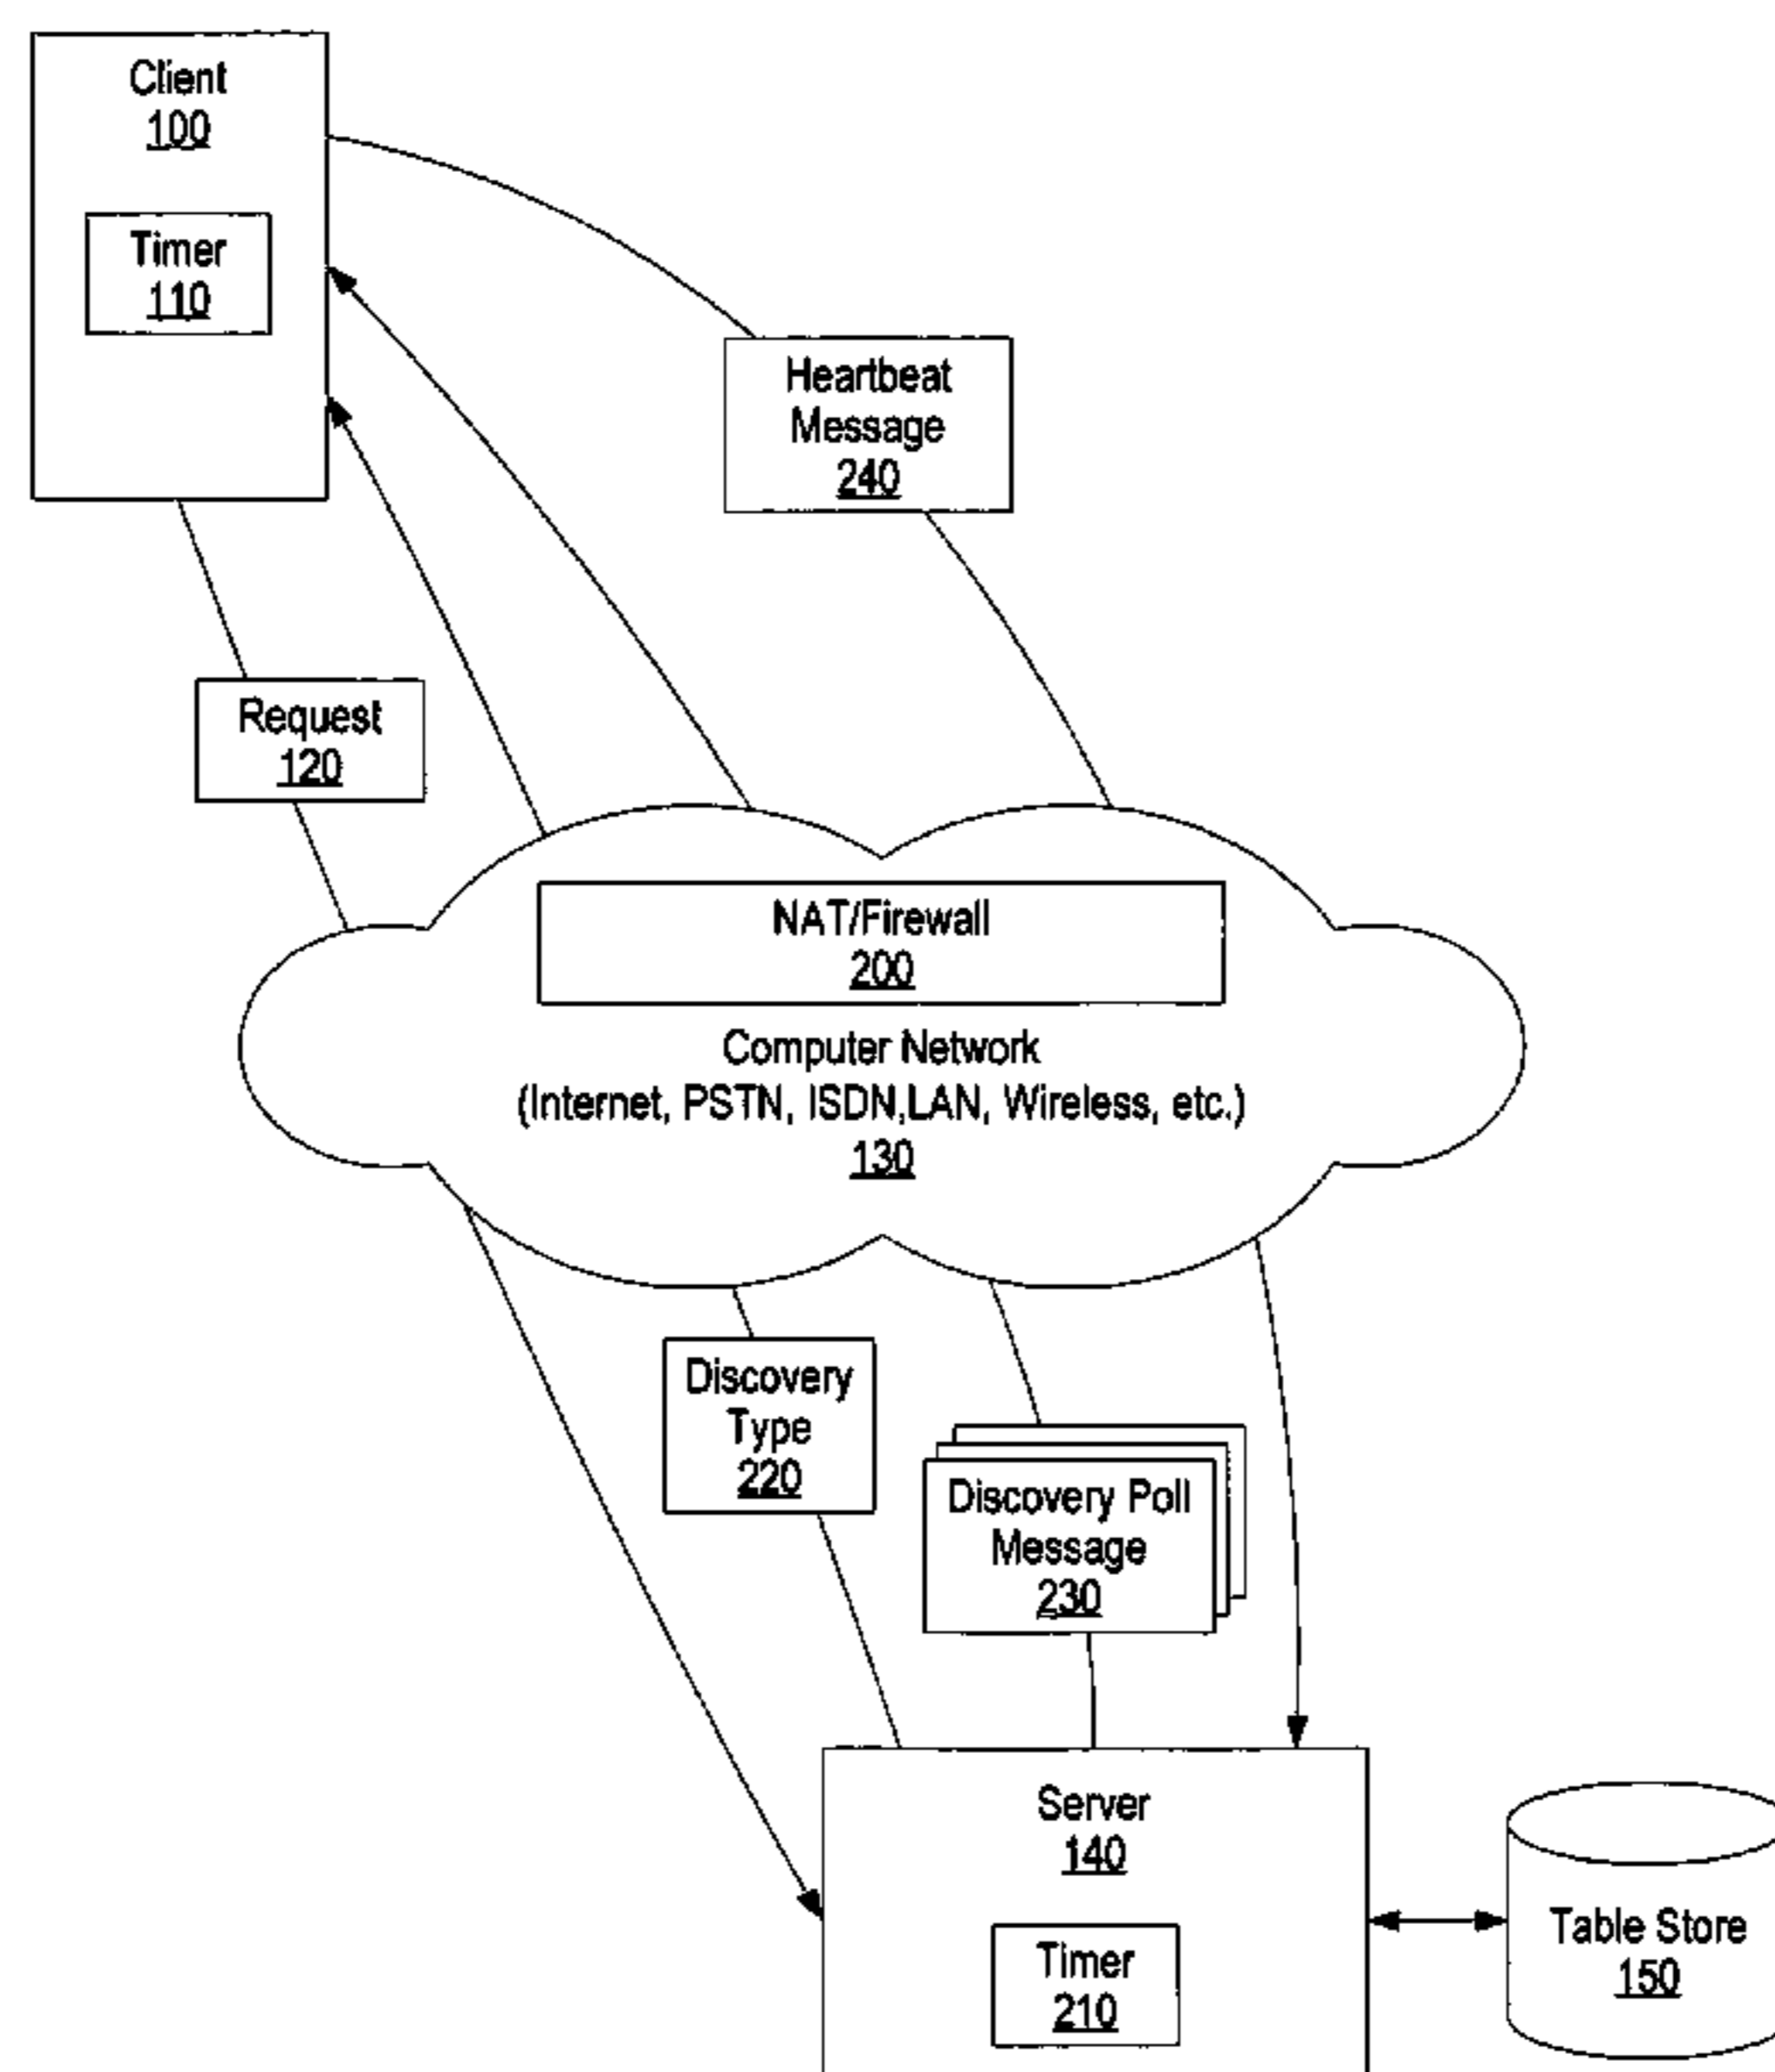 Client
100
Timer
110
Heartbeat
Message
240
Request
120
NAT/Firewall
200
Computer Network
(Internet, PSTN, ISDN,LAN, Wireless, etc.)
130
Discovery
Type
220
Discovery Poll
Message
230
Server
140
Timer
210
Table Store
150